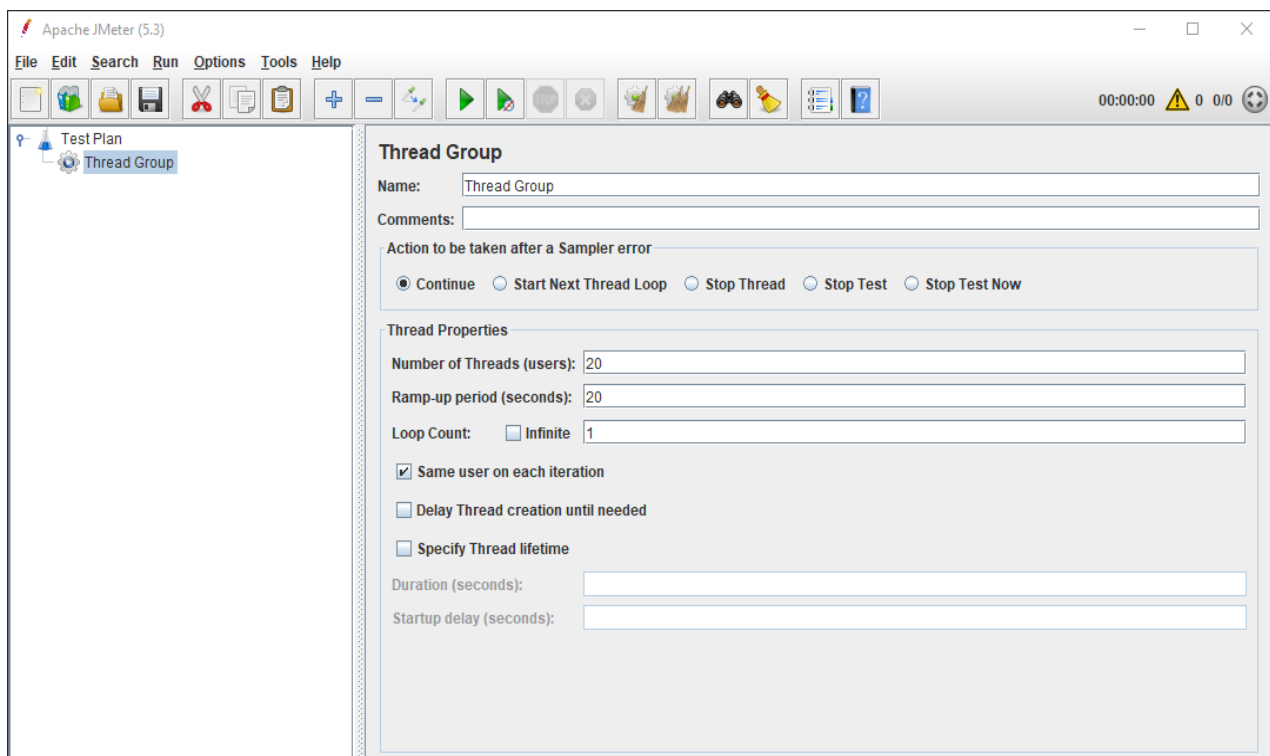 Apache JMeter (5.3)
File Edit Search Run Options Tools Help
STOP
00:00:00 0 0/0
Test Plan
Thread Group
Thread Group
Name: Thread Group
Comments:
Action to be taken after a Sampler error
Continue Start Next Thread Loop Stop Thread Stop Test Stop Test Now
Thread Properties
Number of Threads (users): 20
Ramp-up period (seconds): 20
Loop Count: Infinite 1
Same user on each iteration
Delay Thread creation until needed
Specify Thread lifetime
Duration (seconds):
Startup delay (seconds):